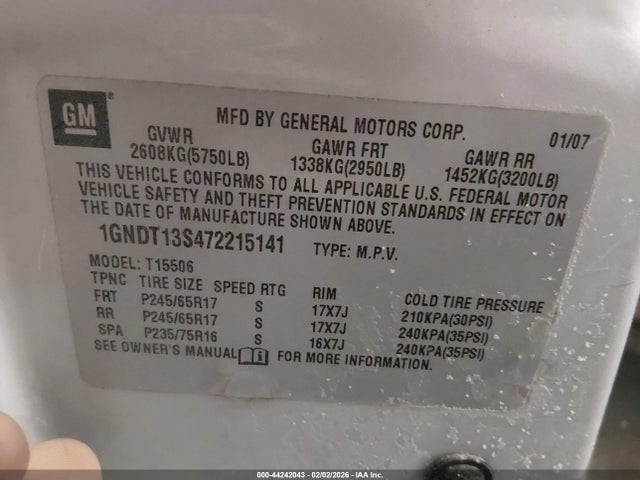 GM
MFD BY GENERAL MOTORS CORP. 01/07
GVWR GAWR FRT GAWR RR
2608KG(5750LB) 1338KG(2950LB) 1452KG(3200LB)
THIS VEHICLE CONFORMS TO ALL APPLICABLE U.S. FEDERAL MOTOR
VEHICLE SAFETY AND THEFT PREVENTION STANDARDS IN EFFECT ON
THE DATE OF MANUFACTURE SHOWN ABOVE.
1GNDT13S472215141 TYPE: M.P.V.
MODEL: T15506
TPNC TIRE SIZE SPEED RTG RIM COLD TIRE PRESSURE
FRT P245/65R17 S 17X7J 210KPA(30PSI)
RR P245/65R17 S 17X7J 240KPA(35PSI)
SPA P235/75R16 S 16X7J 240KPA(35PSI)
SEE OWNER'S MANUAL FOR MORE INFORMATION.
000-44242043 - 02/02/2026 - IAA Inc.